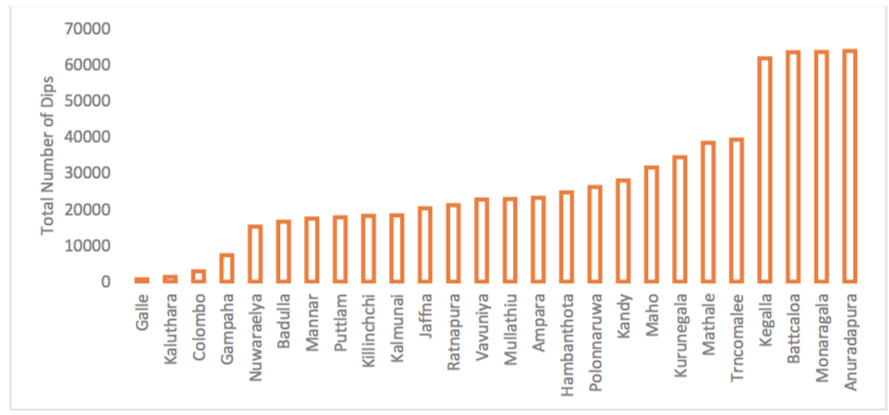 70000
60000
50000
40000
30000
20000
10000
0
Total Number of Dips
Galle
Kaluthara
Colombo
Gampaha
Nuwaraelya
Badulla
Mannar
Puttlam
Killinchchi
Kalmunai
Jaffna
Ratnapura
Vavuniya
Mullathiu
Ampara
Hambanthota
Polonnaruwa
Kandy
Maho
Kurunegala
Mathale
Trncomalee
Kegalla
Battcaloa
Monaragala
Anuradapura